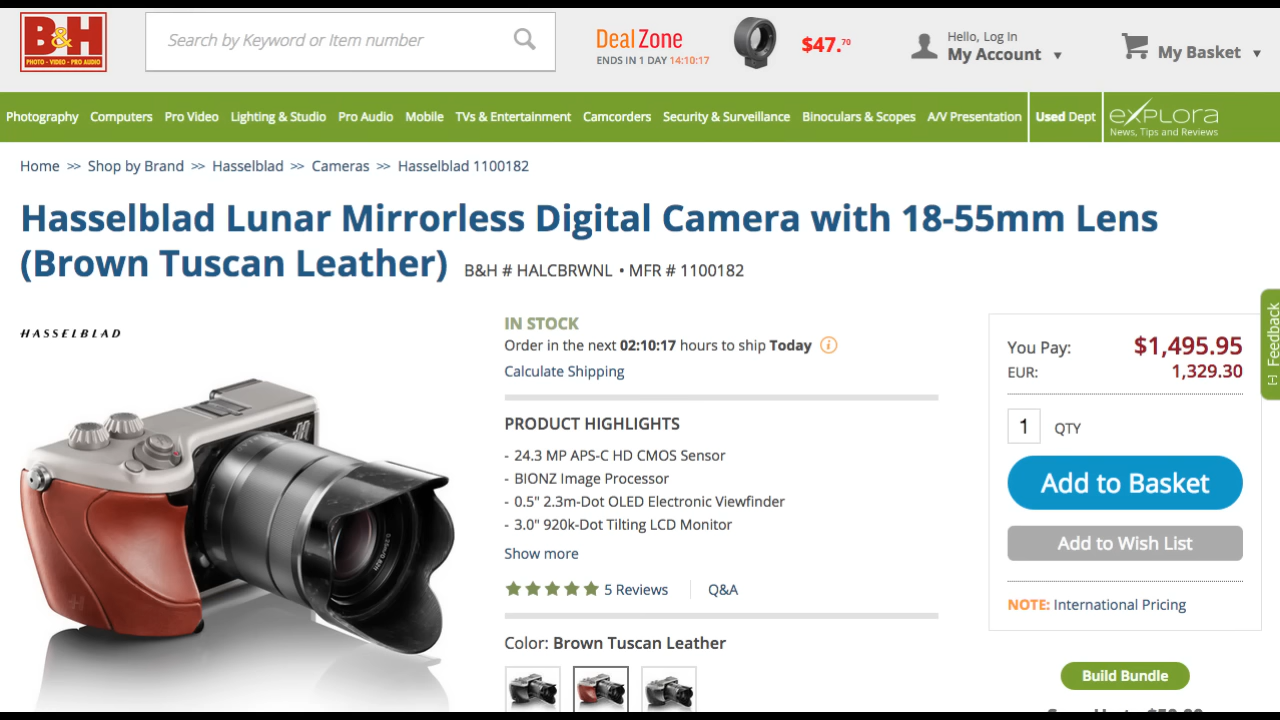 B&H
PHOTO - VIDEO - PRO AUDIO
Search by Keyword or Item number
Deal Zone
ENDS IN 1 DAY 14:10:17
$47.70
Hello, Log In
My Account
My Basket
Photography Computers Pro Video Lighting & Studio Pro Audio Mobile TVs & Entertainment Camcorders Security & Surveillance Binoculars & Scopes A/V Presentation Used Dept eXPLORA
News, Tips and Reviews
Home >> Shop by Brand >> Hasselblad >> Cameras >> Hasselblad 1100182
Hasselblad Lunar Mirrorless Digital Camera with 18-55mm Lens
(Brown Tuscan Leather) B&H # HALCBRWNL • MFR # 1100182
HASSELBLAD
IN STOCK
Order in the next 02:10:17 hours to ship Today
Calculate Shipping
PRODUCT HIGHLIGHTS
- 24.3 MP APS-C HD CMOS Sensor
- BIONZ Image Processor
- 0.5" 2.3m-Dot OLED Electronic Viewfinder
- 3.0" 920k-Dot Tilting LCD Monitor
Show more
5 Reviews Q&A
Color: Brown Tuscan Leather
You Pay: $1,495.95
EUR: 1,329.30
1 QTY
Add to Basket
Add to Wish List
NOTE: International Pricing
Build Bundle
[-] Feedback